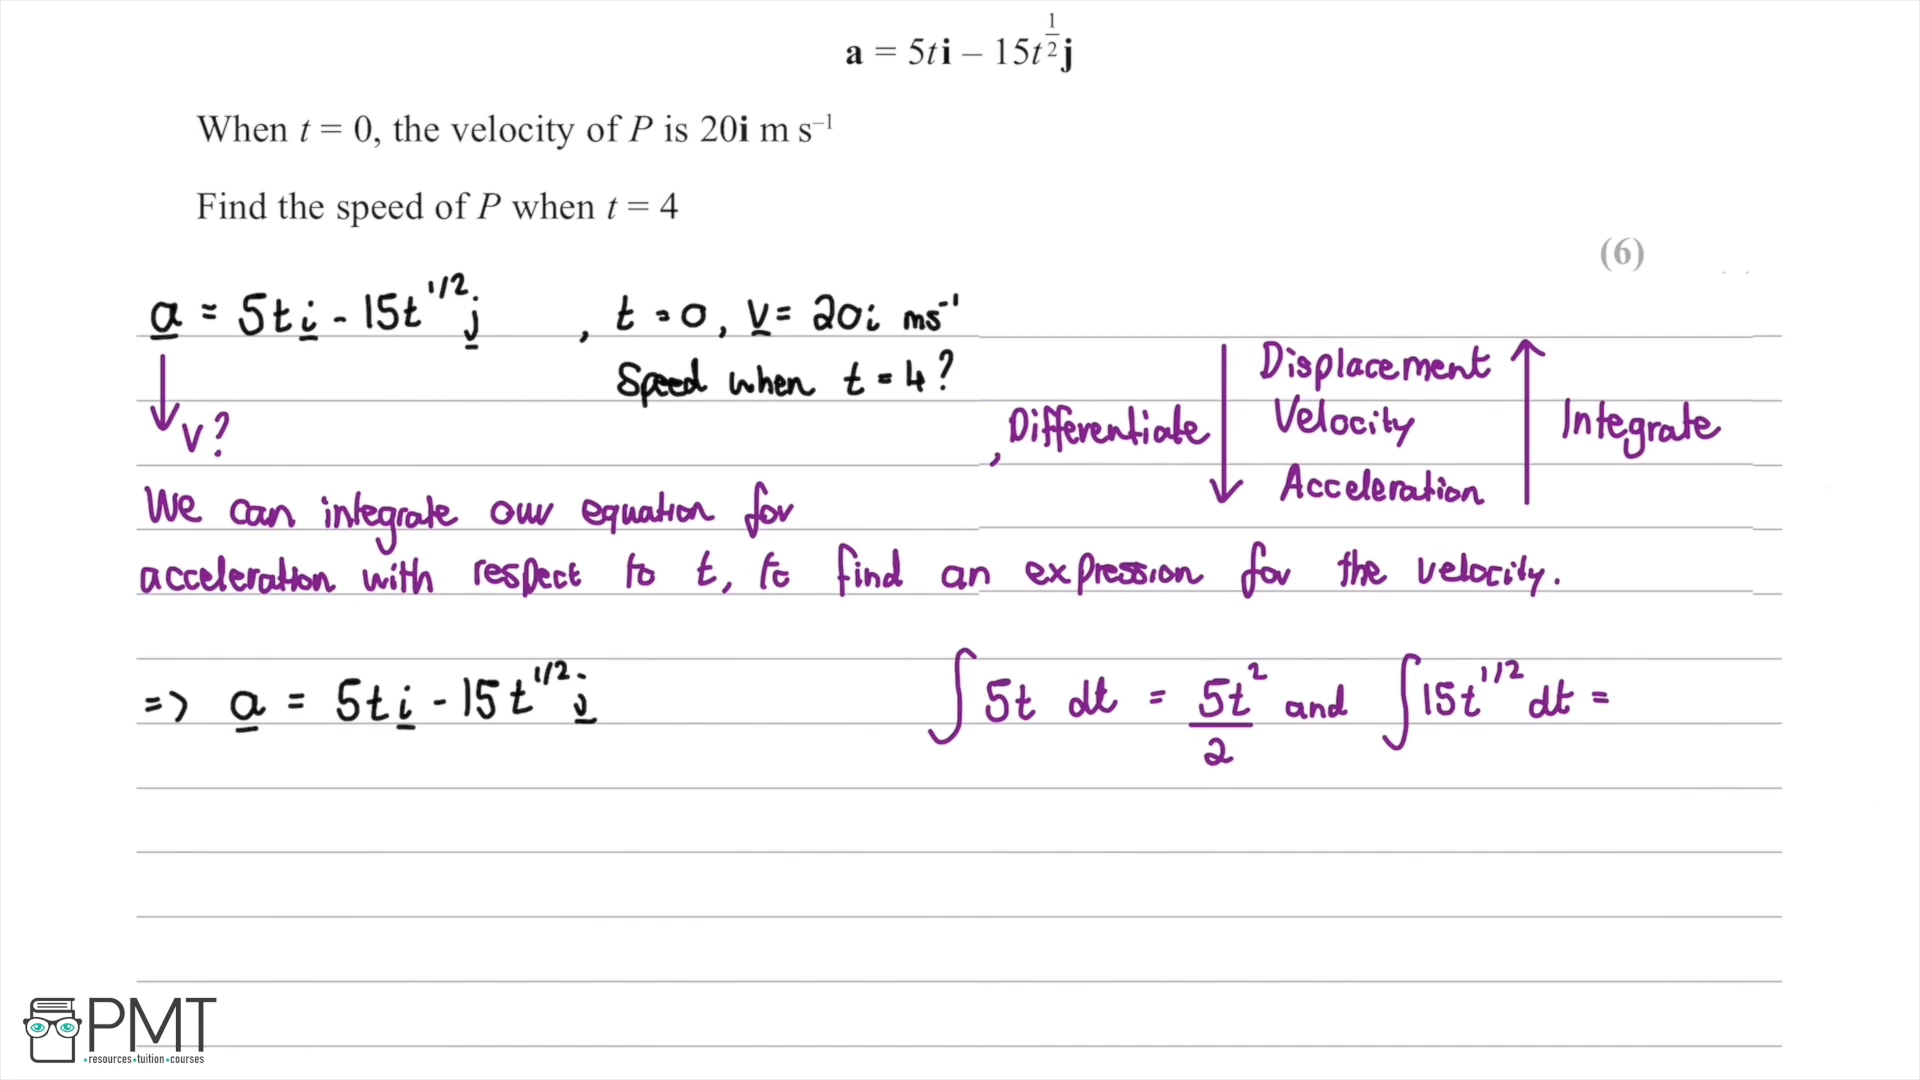 a = 5ti – 15t^{1/2}j
When t = 0, the velocity of P is 20i m s⁻¹
Find the speed of P when t = 4
(6)
a = 5ti - 15t^{1/2}j , t = 0, v = 20i ms⁻¹
Speed when t = 4?
v?
Displacement
Differentiate Velocity Integrate
Acceleration
We can integrate our equation for
acceleration with respect to t, to find an expression for the velocity.
=> a = 5ti - 15t^{1/2}j ∫5t dt = 5t²/2 and ∫15t^{1/2} dt =
PMT
resources•tuition•courses